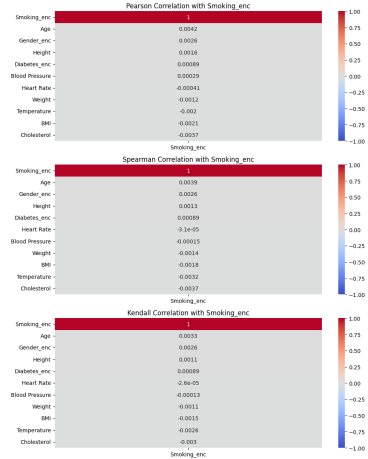 Pearson Correlation with Smoking_enc
Smoking_enc 1
Age 0.0042
Gender_enc 0.0026
Height 0.0016
Diabetes_enc 0.00089
Blood Pressure 0.00029
Heart Rate -0.00041
Weight -0.0012
Temperature -0.002
BMI -0.0021
Cholesterol -0.0037
Smoking_enc
1.00
0.75
0.50
0.25
0.00
−0.25
−0.50
−0.75
−1.00
Spearman Correlation with Smoking_enc
Smoking_enc 1
Age 0.0039
Gender_enc 0.0026
Height 0.0013
Diabetes_enc 0.00089
Heart Rate -3.1e-05
Blood Pressure -0.00015
Weight -0.0014
BMI -0.0018
Temperature -0.0032
Cholesterol -0.0037
Smoking_enc
1.00
0.75
0.50
0.25
0.00
−0.25
−0.50
−0.75
−1.00
Kendall Correlation with Smoking_enc
Smoking_enc 1
Age 0.0033
Gender_enc 0.0026
Height 0.0011
Diabetes_enc 0.00089
Heart Rate -2.6e-05
Blood Pressure -0.00013
Weight -0.0011
BMI -0.0015
Temperature -0.0026
Cholesterol -0.003
Smoking_enc
1.00
0.75
0.50
0.25
0.00
−0.25
−0.50
−0.75
−1.00